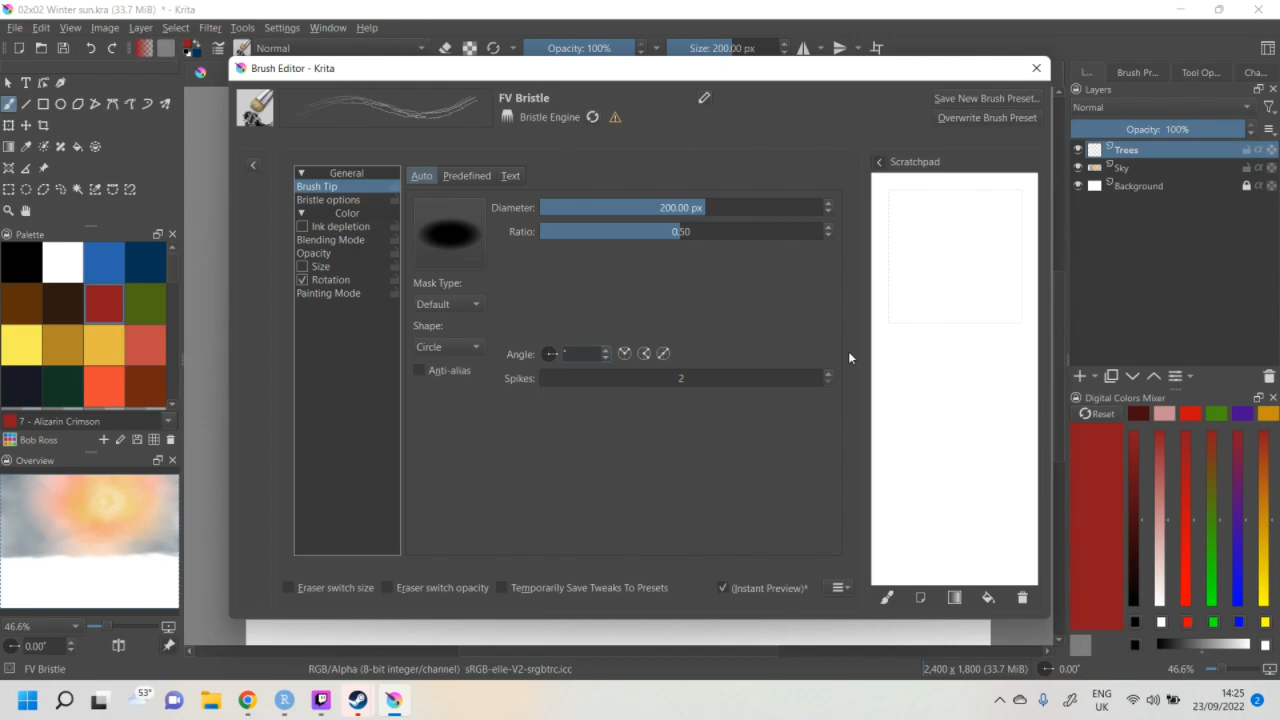 02x02 Winter sun.kra (33.7 MiB) * - Krita
File Edit View Image Layer Select Filter Tools Settings Window Help
Normal Opacity: 100% Size: 200.00 px
Brush Editor - Krita
L... Brush Pr... Tool Op... Cha...
Layers
Normal
Opacity: 100%
Trees
Sky
Background
FV Bristle
Bristle Engine
Save New Brush Preset...
Overwrite Brush Preset
Scratchpad
General
Brush Tip
Bristle options
Color
Ink depletion
Blending Mode
Opacity
Size
Rotation
Painting Mode
Auto Predefined Text
Diameter: 200.00 px
Ratio: 0.50
Mask Type:
Default
Shape:
Circle
Anti-alias
Angle: °
Spikes: 2
Eraser switch size Eraser switch opacity Temporarily Save Tweaks To Presets (Instant Preview)*
Palette
7 - Alizarin Crimson
Bob Ross
Overview
46.6%
0.00°
Digital Colors Mixer
Reset
FV Bristle RGB/Alpha (8-bit integer/channel) sRGB-elle-V2-srgbtrc.icc 2,400 x 1,800 (33.7 MiB) 0.00° 46.6%
53°
R
ENG
UK
14:25
23/09/2022
2